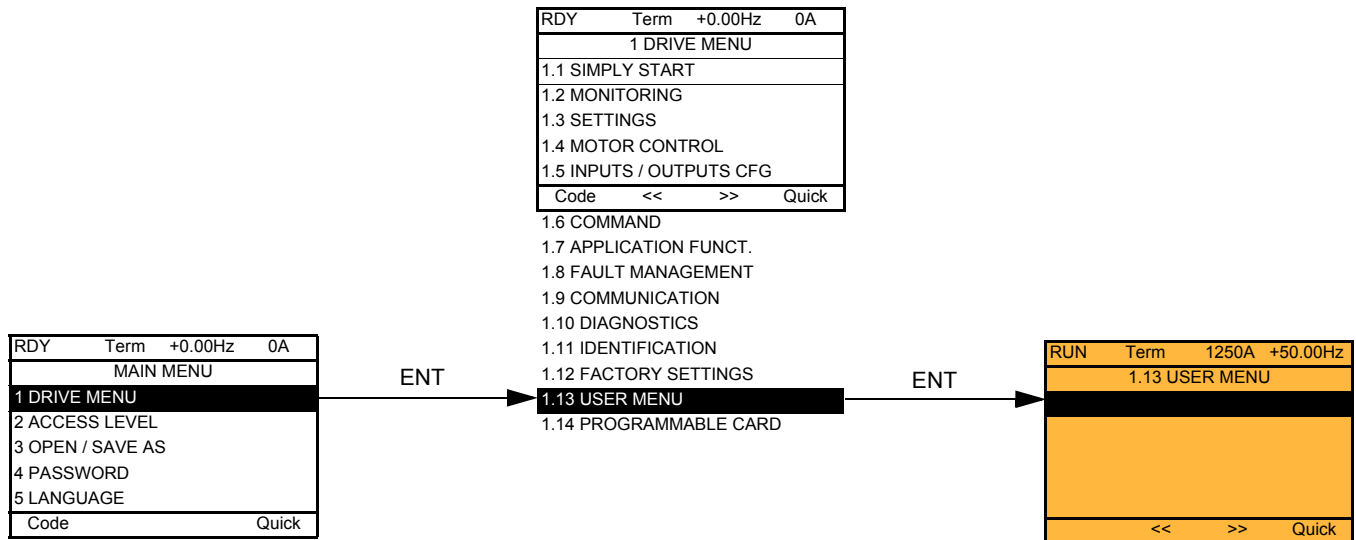 RDY Term +0.00Hz 0A
MAIN MENU
1 DRIVE MENU
2 ACCESS LEVEL
3 OPEN / SAVE AS
4 PASSWORD
5 LANGUAGE
Code Quick
ENT
RDY Term +0.00Hz 0A
1 DRIVE MENU
1.1 SIMPLY START
1.2 MONITORING
1.3 SETTINGS
1.4 MOTOR CONTROL
1.5 INPUTS / OUTPUTS CFG
Code << >> Quick
1.6 COMMAND
1.7 APPLICATION FUNCT.
1.8 FAULT MANAGEMENT
1.9 COMMUNICATION
1.10 DIAGNOSTICS
1.11 IDENTIFICATION
1.12 FACTORY SETTINGS
1.13 USER MENU
1.14 PROGRAMMABLE CARD
ENT
RUN Term 1250A +50.00Hz
1.13 USER MENU
<< >> Quick